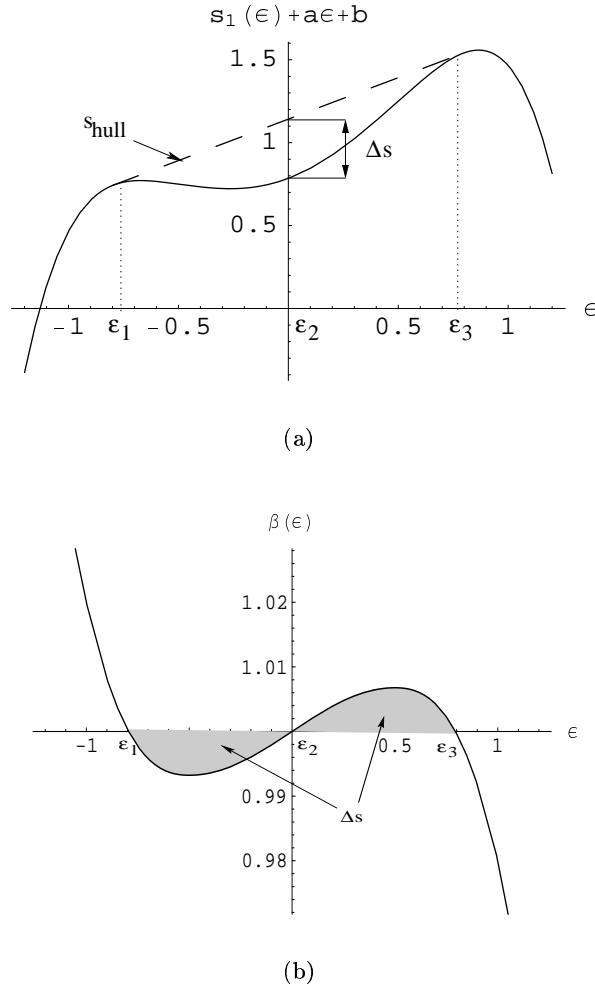 s₁(ϵ)+aϵ+b
1.5
s_hull
1
Δs
0.5
ϵ
-1 ε₁ -0.5 ε₂ 0.5 ε₃ 1
(a)
β(ϵ)
1.02
1.01
-1 ε₁ ε₂ 0.5 ε₃ 1 ϵ
0.99
Δs
0.98
(b)